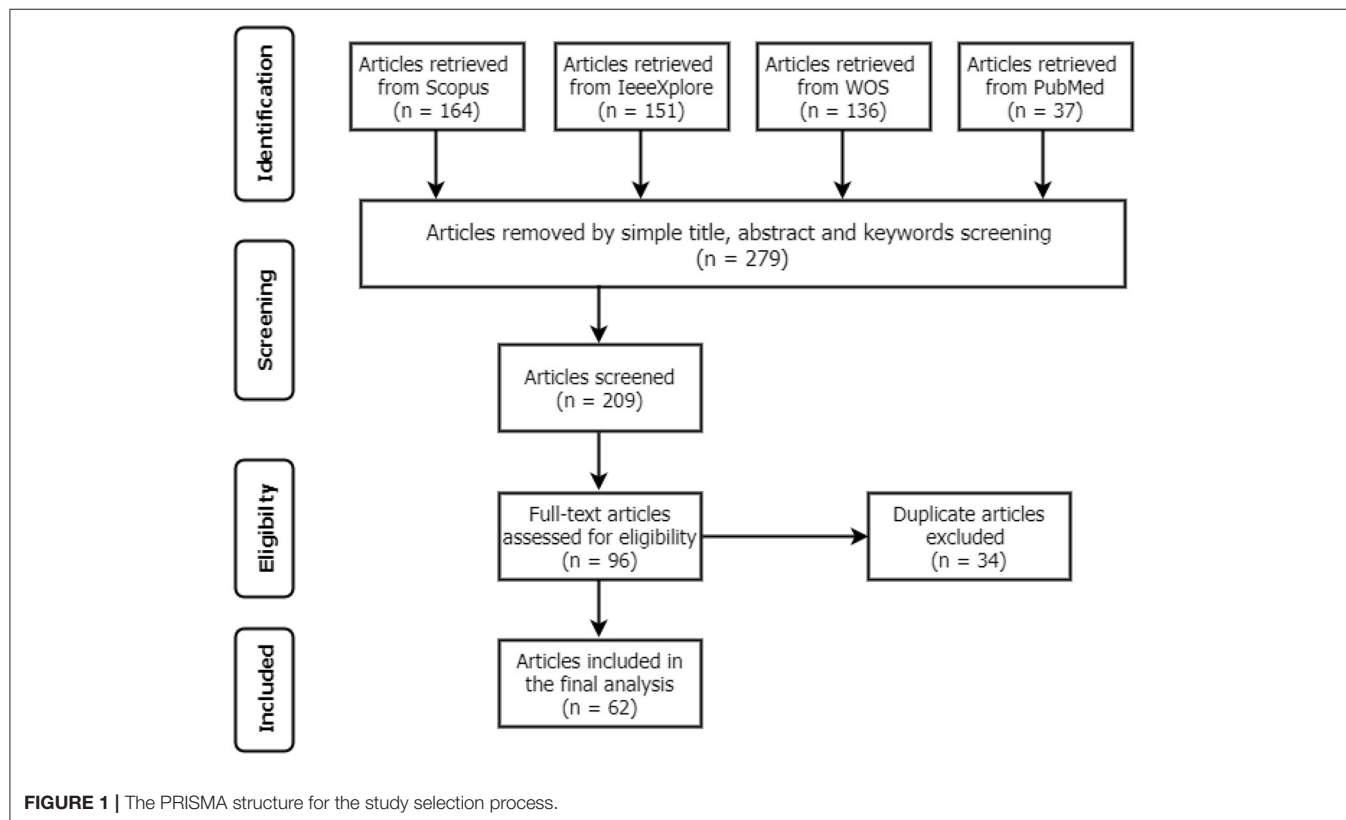 Identification
Articles retrieved
from Scopus
(n = 164)
Articles retrieved
from IeeeXplore
(n = 151)
Articles retrieved
from WOS
(n = 136)
Articles retrieved
from PubMed
(n = 37)
Screening
Articles removed by simple title, abstract and keywords screening
(n = 279)
Articles screened
(n = 209)
Eligibilty
Full-text articles
assessed for eligibility
(n = 96)
Duplicate articles
excluded
(n = 34)
Included
Articles included in
the final analysis
(n = 62)
FIGURE 1 | The PRISMA structure for the study selection process.